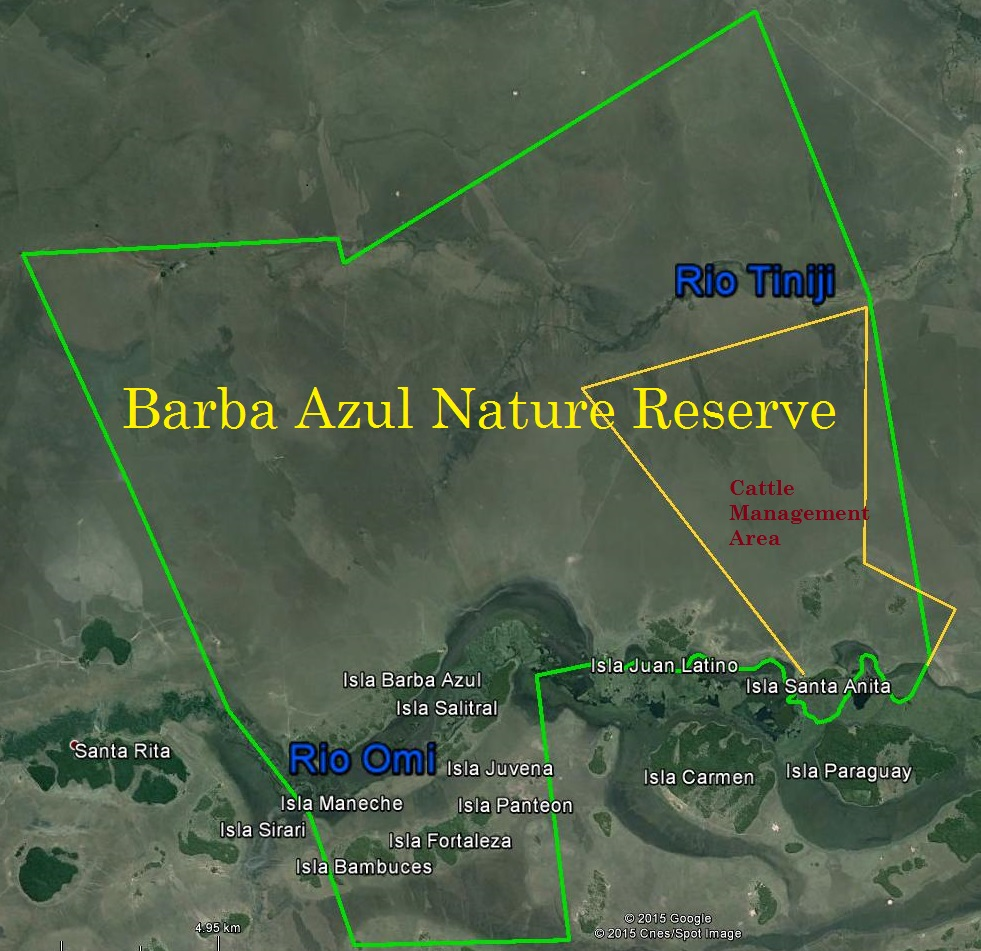 Rio Tiniji
Barba Azul Nature Reserve
Cattle
Management
Area
Isla Juan Latino
Isla Barba Azul
Isla Santa Anita
Isla Salitral
Santa Rita
Rio Omi
Isla Juvena
Isla Carmen
Isla Paraguay
Isla Maneche
Isla Panteon
Isla Sirari
Isla Fortaleza
Isla Bambuces
© 2015 Google
4.95 km
© 2015 Cnes/Spot Image